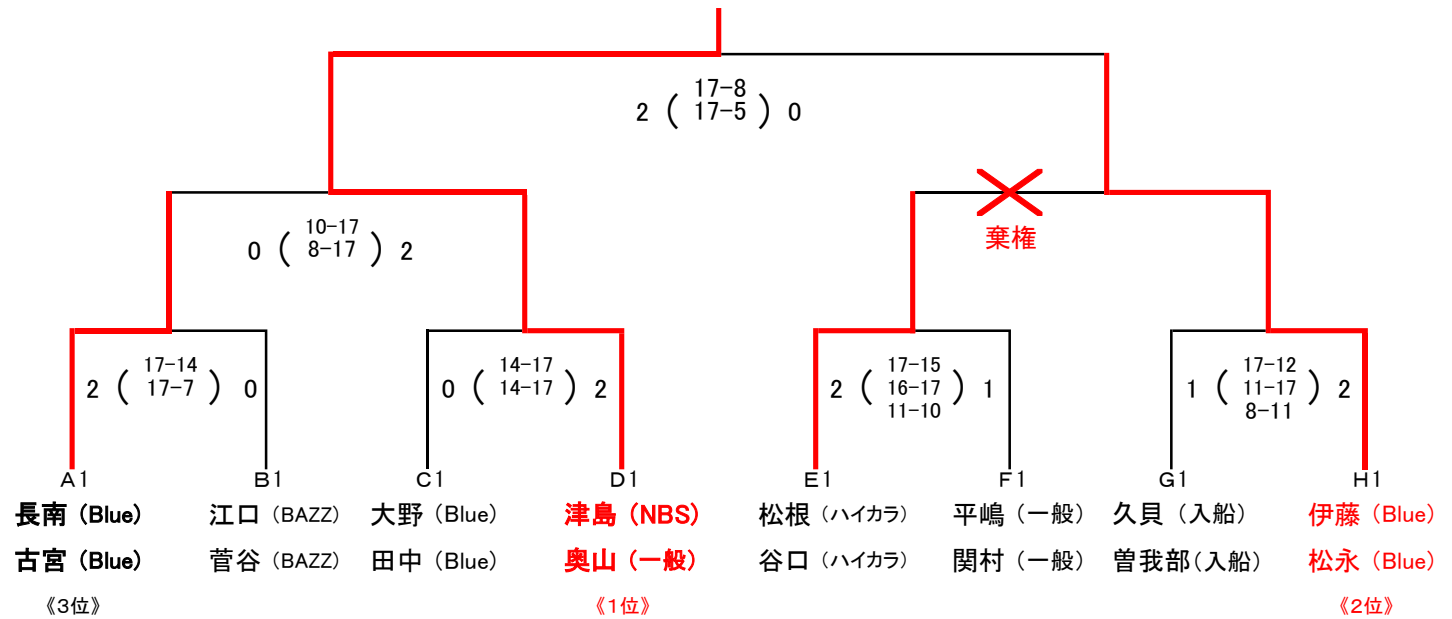 17-8
2 ( 17-5 ) 0
棄権
10-17
0 ( 8-17 ) 2
17-14
2 ( 17-7 ) 0
14-17
0 ( 14-17 ) 2
17-15
2 ( 16-17 ) 1
11-10
17-12
1 ( 11-17 ) 2
8-11
A1 B1 C1 D1 E1 F1 G1 H1
長南 (Blue) 江口 (BAZZ) 大野 (Blue) 津島 (NBS) 松根 (ハイカラ) 平嶋 (一般) 久貝 (入船) 伊藤 (Blue)
古宮 (Blue) 菅谷 (BAZZ) 田中 (Blue) 奥山 (一般) 谷口 (ハイカラ) 関村 (一般) 曽我部(入船) 松永 (Blue)
《3位》 《1位》 《2位》